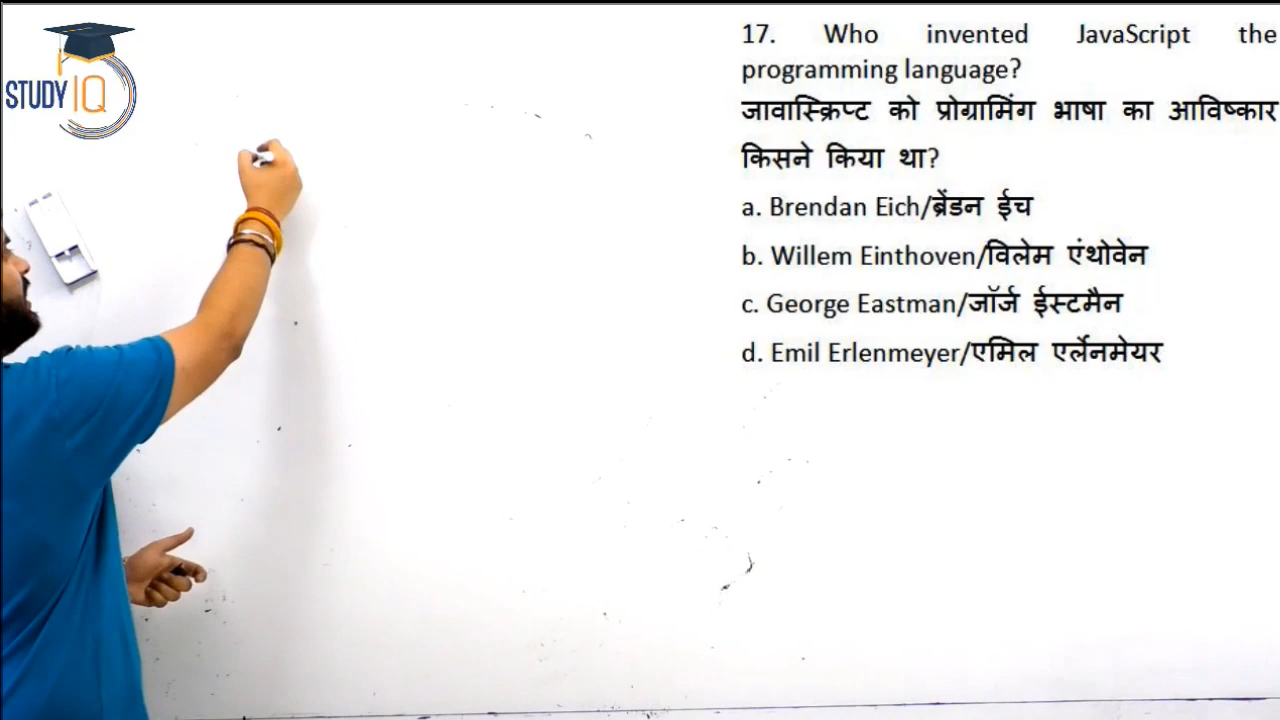 STUDY IQ
17. Who invented JavaScript the
programming language?
जावास्क्रिप्ट को प्रोग्रामिंग भाषा का आविष्कार
किसने किया था?
a. Brendan Eich/ब्रेंडन ईच
b. Willem Einthoven/विलेम एंथोवेन
c. George Eastman/जॉर्ज ईस्टमैन
d. Emil Erlenmeyer/एमिल एर्लेनमेयर